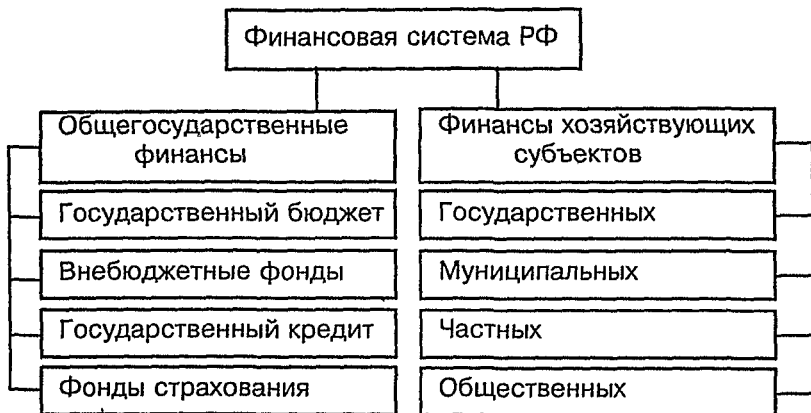 Финансовая система РФ
Общегосударственные
финансы
Государственный бюджет
Внебюджетные фонды
Государственный кредит
Фонды страхования
Финансы хозяйствующих
субъектов
Государственных
Муниципальных
Частных
Общественных